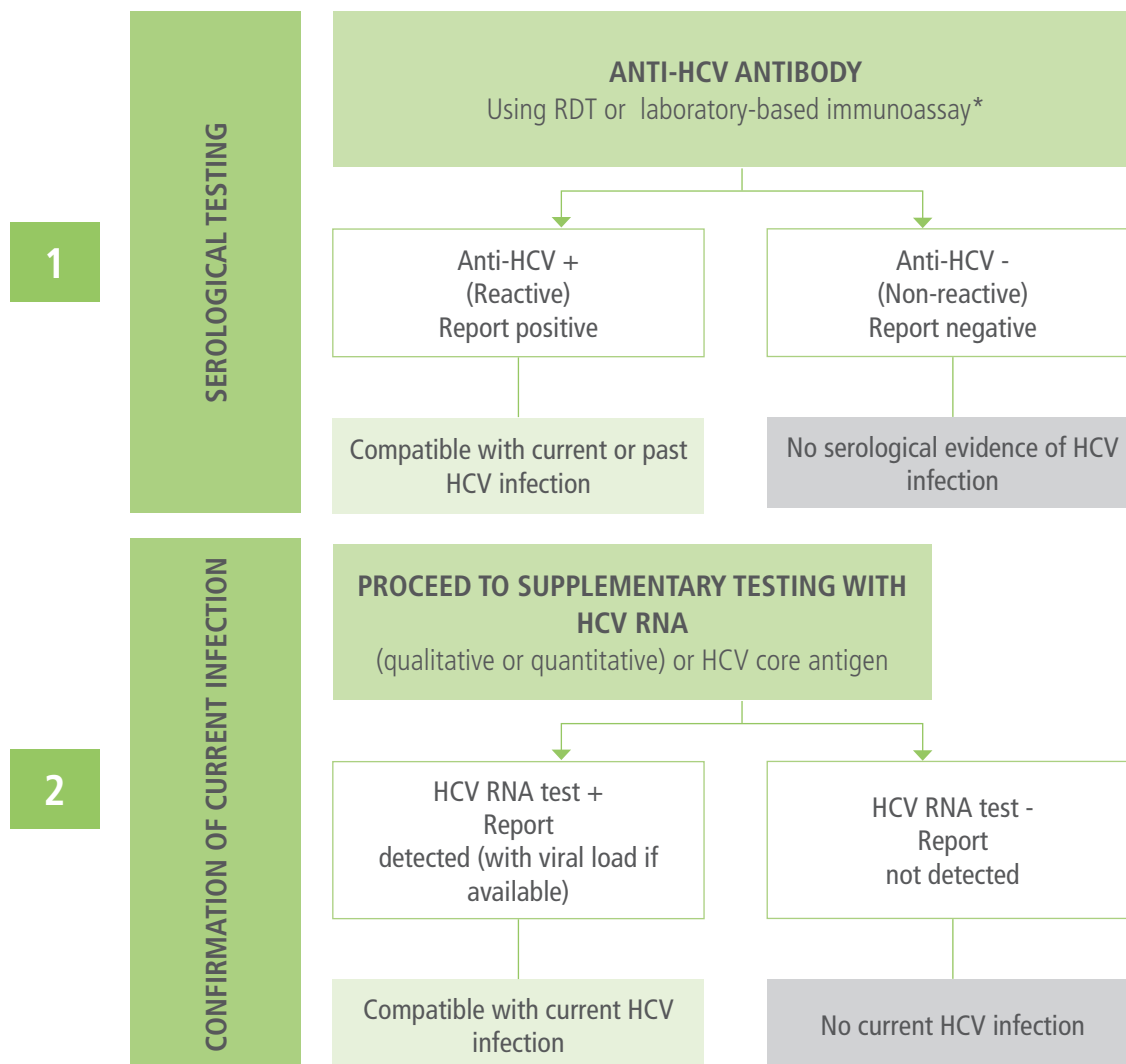 1
SEROLOGICAL TESTING
ANTI-HCV ANTIBODY
Using RDT or laboratory-based immunoassay*
Anti-HCV +
(Reactive)
Report positive
Anti-HCV -
(Non-reactive)
Report negative
Compatible with current or past
HCV infection
No serological evidence of HCV
infection
2
CONFIRMATION OF CURRENT INFECTION
PROCEED TO SUPPLEMENTARY TESTING WITH
HCV RNA
(qualitative or quantitative) or HCV core antigen
HCV RNA test +
Report
detected (with viral load if
available)
HCV RNA test -
Report
not detected
Compatible with current HCV
infection
No current HCV infection